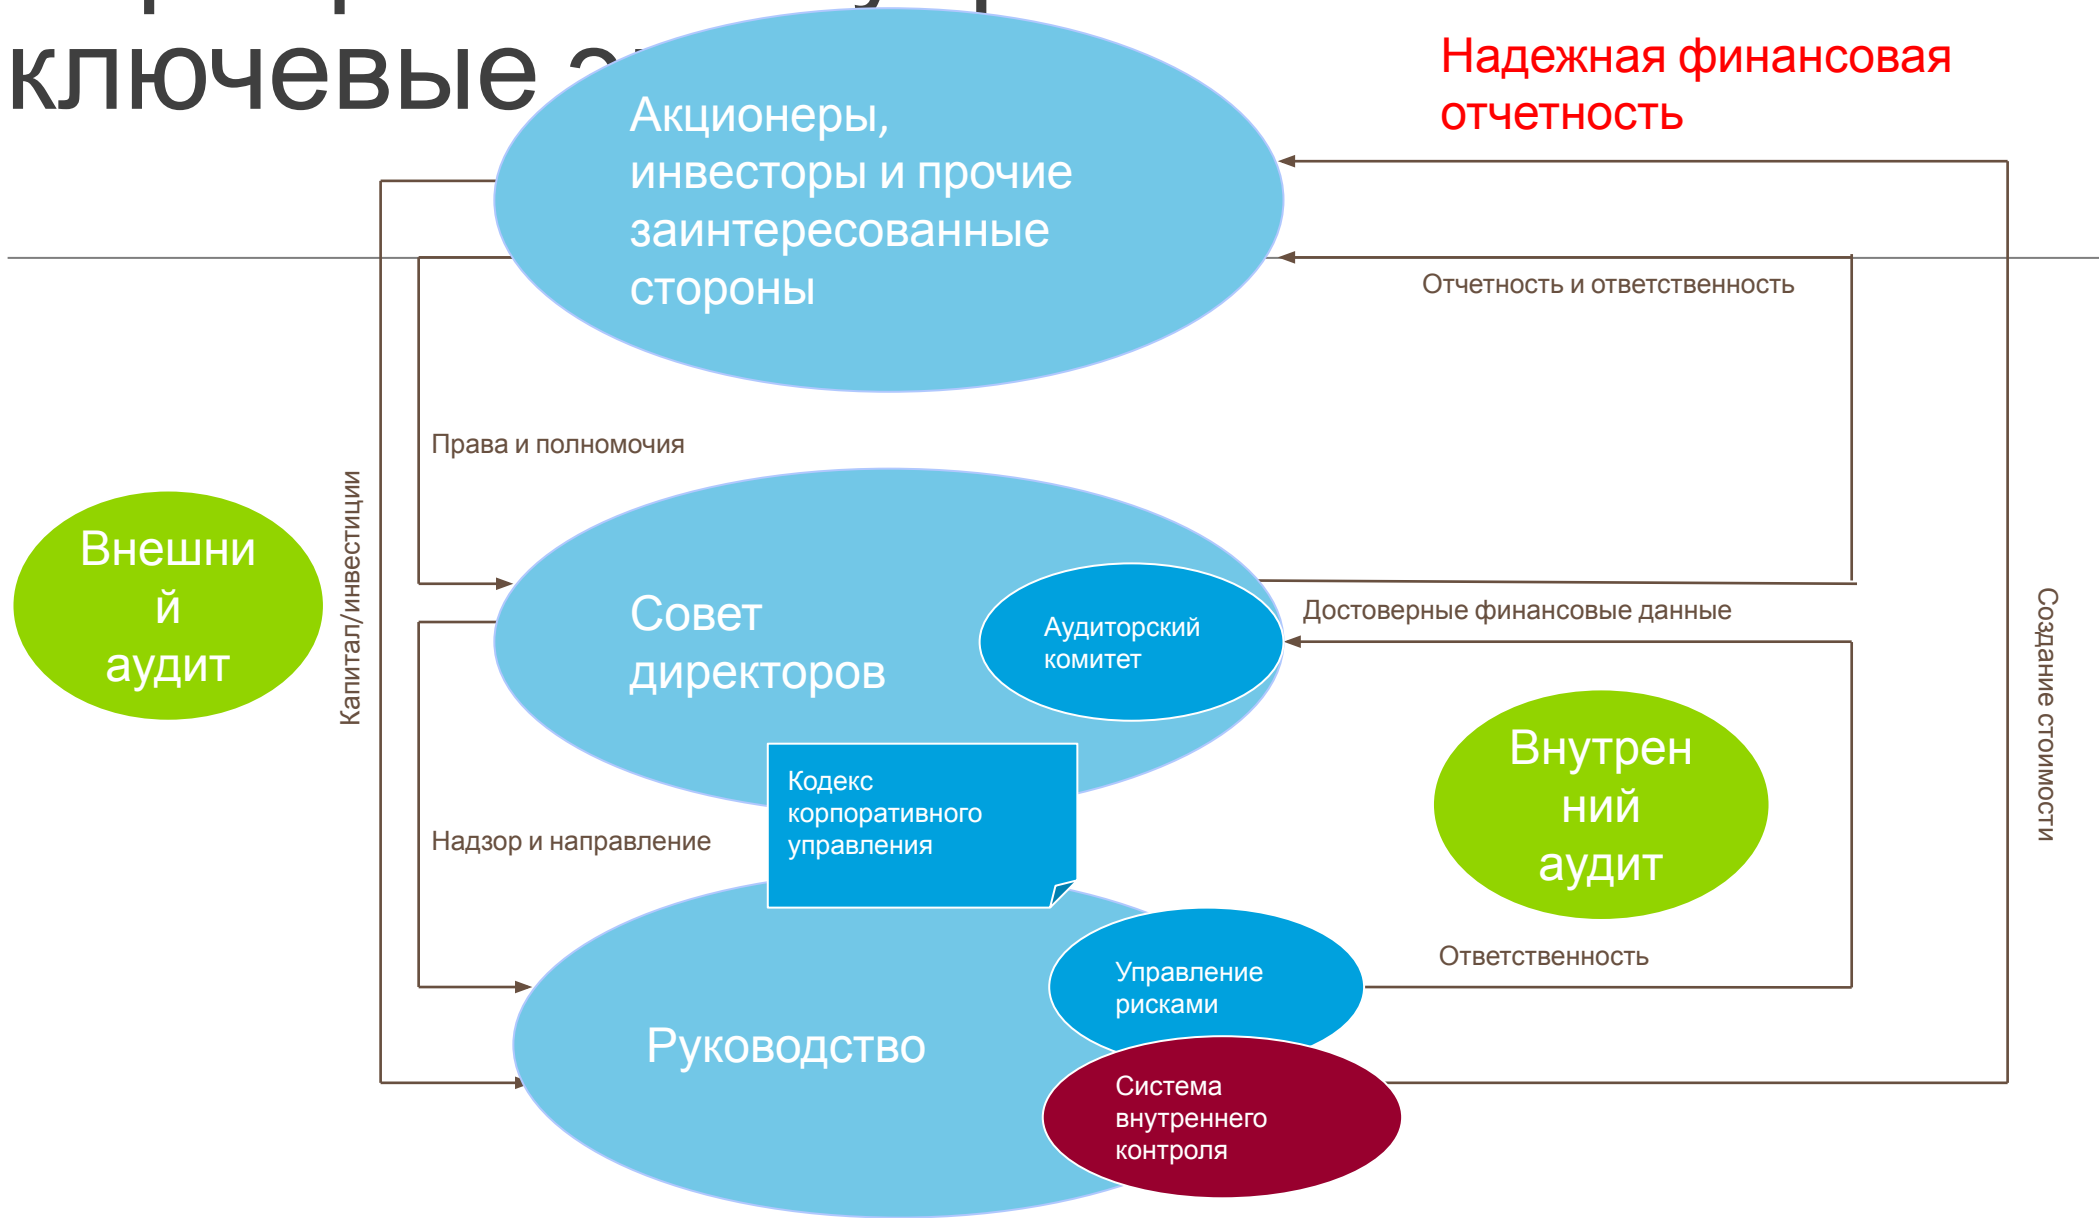 ключевые
Надежная финансовая
отчетность
Акционеры,
инвесторы и прочие
заинтересованные
стороны
Отчетность и ответственность
Права и полномочия
Капитал/инвестиции
Внешни
й
аудит
Совет
директоров
Аудиторский
комитет
Достоверные финансовые данные
Создание стоимости
Внутрен
ний
аудит
Кодекс
корпоративного
управления
Надзор и направление
Ответственность
Управление
рисками
Руководство
Система
внутреннего
контроля